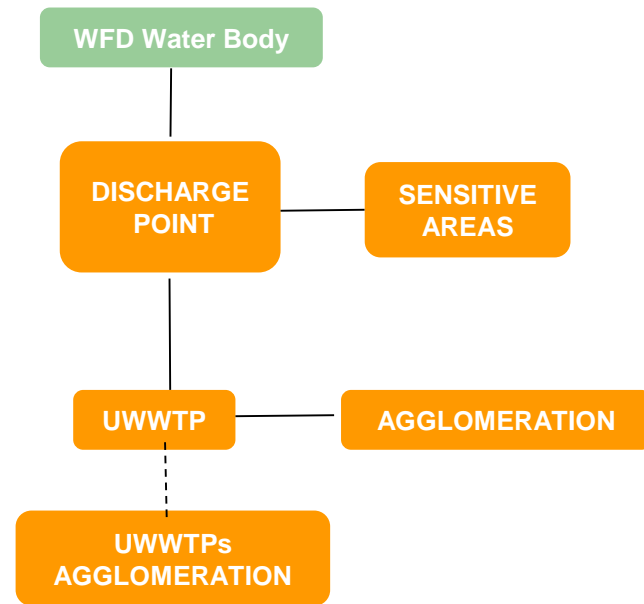 WFD Water Body
DISCHARGE
POINT
SENSITIVE
AREAS
UWWTP
AGGLOMERATION
UWWTPs
AGGLOMERATION